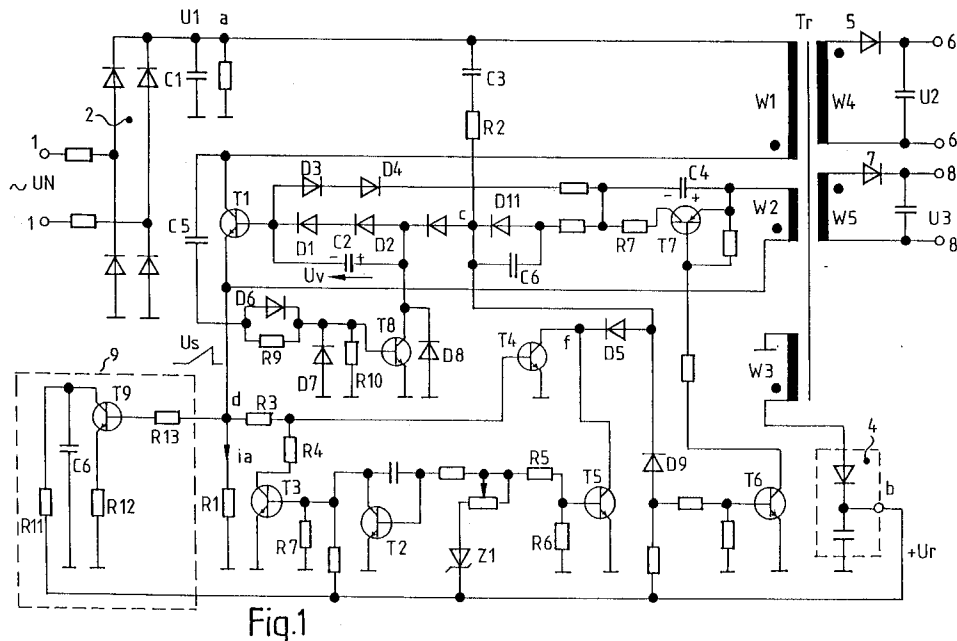 U1 a Tr 5
6
C1 C3 W1 W4 U2
2 R2
1 6
~ UN 7
8
1 D3 D4 C4
- +
T1 c D11 W2 W5 U3
C5 D1 C2 D2 R7 T7 8
- +
Uv C6
D6
Us T8 T4 f D5
R9 D8 W3
9 D7 R10
T9 d R3
4
R13 R4 D9
C6 ia R5 b
T3 T5 T6
R11 R12 R1 R7 T2 R6
Z1 +Ur
Fig.1